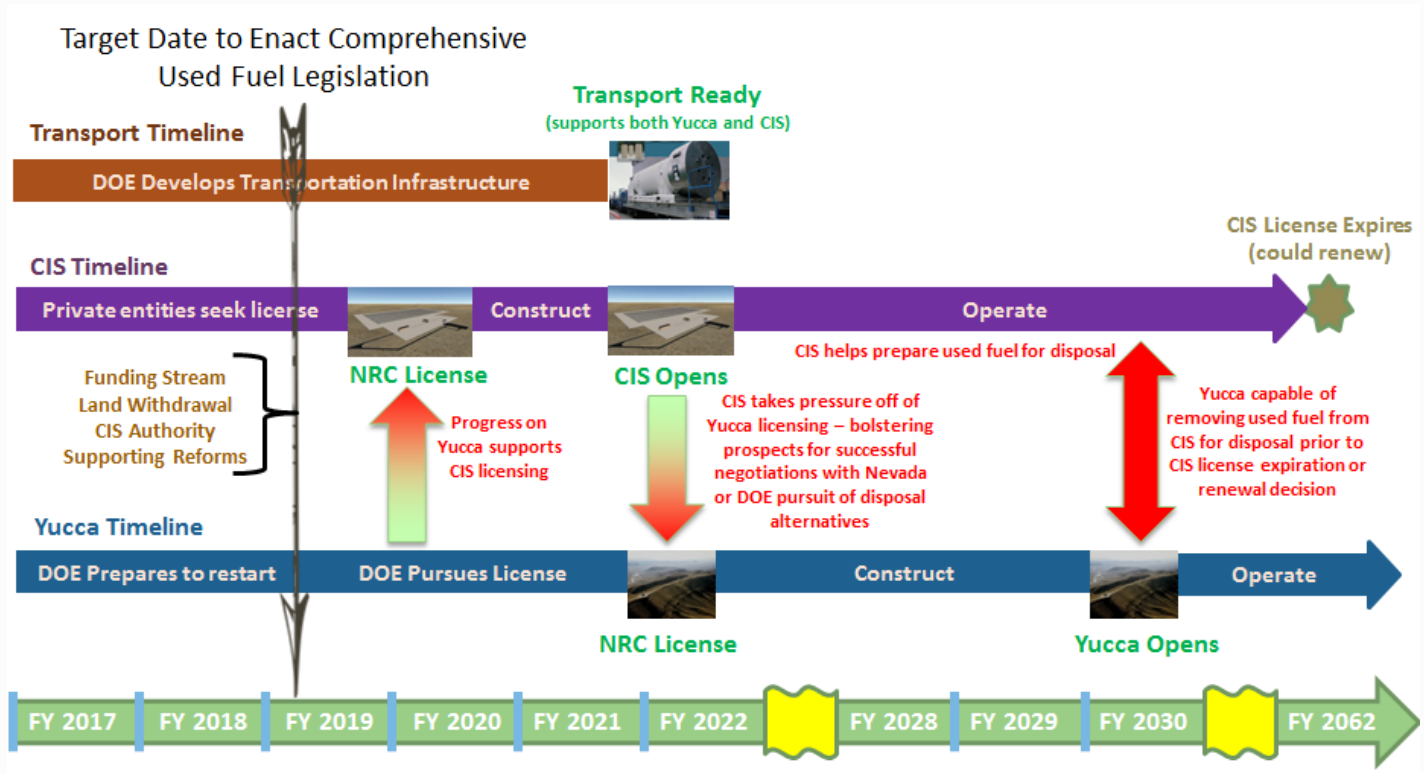 Target Date to Enact Comprehensive
Used Fuel Legislation
Transport Ready
(supports both Yucca and CIS)
Transport Timeline
DOE Develops Transportation Infrastructure
CIS License Expires
(could renew)
CIS Timeline
Private entities seek license
Construct
Operate
NRC License
CIS Opens
CIS helps prepare used fuel for disposal
Funding Stream
Land Withdrawal
CIS Authority
Supporting Reforms
Progress on
Yucca supports
CIS licensing
CIS takes pressure off of
Yucca licensing – bolstering
prospects for successful
negotiations with Nevada
or DOE pursuit of disposal
alternatives
Yucca capable of
removing used fuel from
CIS for disposal prior to
CIS license expiration or
renewal decision
Yucca Timeline
DOE Prepares to restart
DOE Pursues License
Construct
Operate
NRC License
Yucca Opens
FY 2017
FY 2018
FY 2019
FY 2020
FY 2021
FY 2022
FY 2028
FY 2029
FY 2030
FY 2062